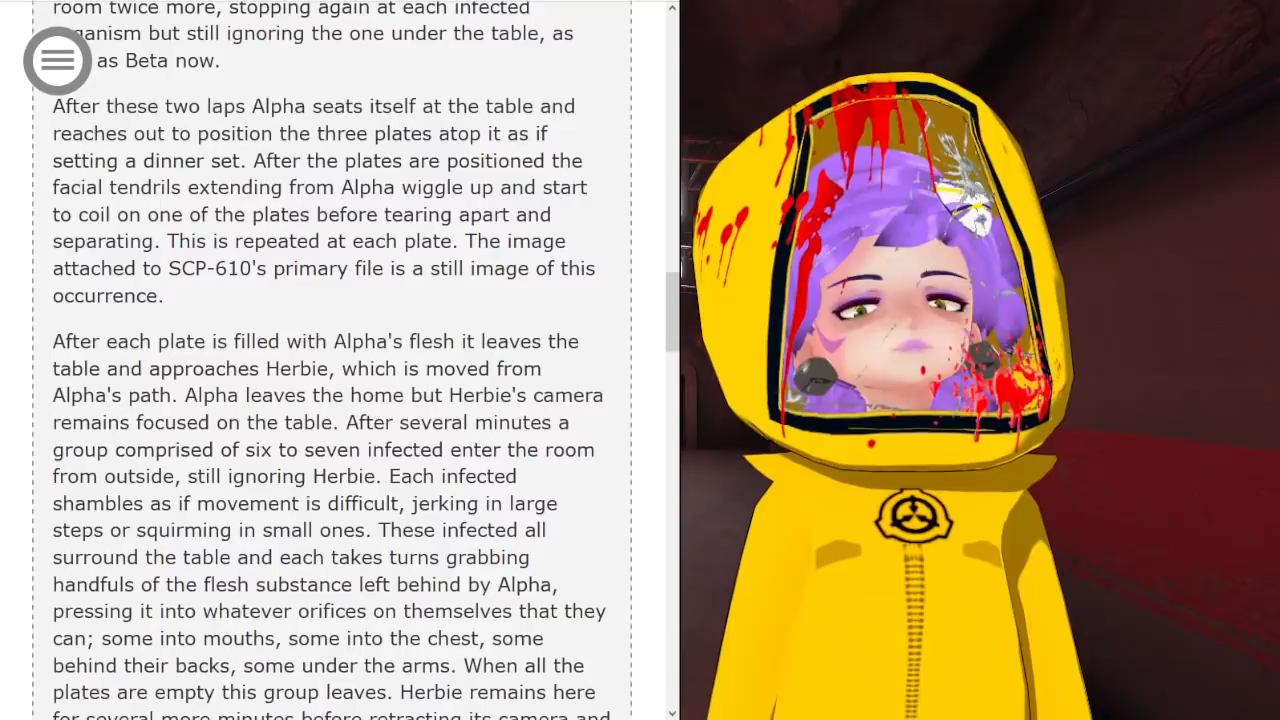 room twice more, stopping again at each infected
organism but still ignoring the one under the table, as
as Beta now.
After these two laps Alpha seats itself at the table and
reaches out to position the three plates atop it as if
setting a dinner set. After the plates are positioned the
facial tendrils extending from Alpha wiggle up and start
to coil on one of the plates before tearing apart and
separating. This is repeated at each plate. The image
attached to SCP-610's primary file is a still image of this
occurrence.
After each plate is filled with Alpha's flesh it leaves the
table and approaches Herbie, which is moved from
Alpha's path. Alpha leaves the home but Herbie's camera
remains focused on the table. After several minutes a
group comprised of six to seven infected enter the room
from outside, still ignoring Herbie. Each infected
shambles as if movement is difficult, jerking in large
steps or squirming in small ones. These infected all
surround the table and each takes turns grabbing
handfuls of the flesh substance left behind by Alpha,
pressing it into whatever orifices on themselves that they
can; some into mouths, some into the chest, some
behind their backs, some under the arms. When all the
plates are empty this group leaves. Herbie remains here
for several more minutes before retracting its camera and